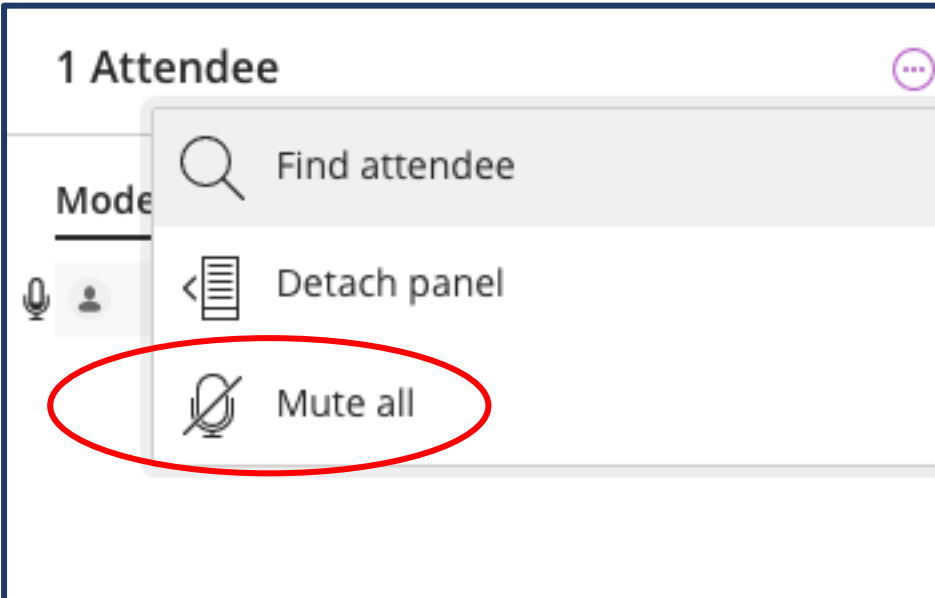 1 Attendee
Find attendee
Mode
Detach panel
Mute all